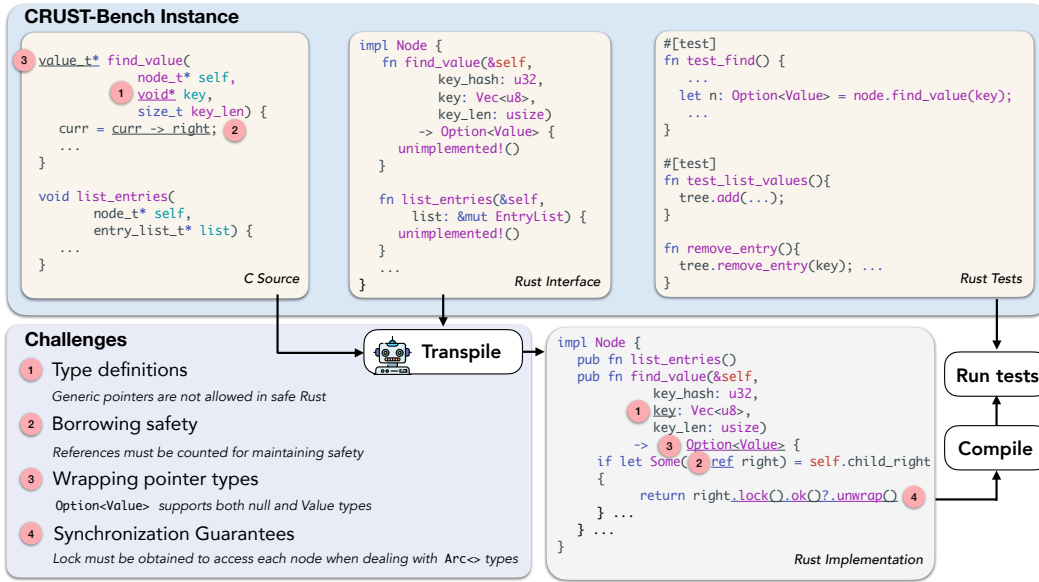 CRUST-Bench Instance
3 value_t* find_value(
node_t* self,
1 void* key,
size_t key_len) {
curr = curr -> right; 2
...
}
void list_entries(
node_t* self,
entry_list_t* list) {
...
}
C Source
impl Node {
fn find_value(&self,
key_hash: u32,
key: Vec<u8>,
key_len: usize)
-> Option<Value> {
unimplemented!()
}
fn list_entries(&self,
list: &mut EntryList) {
unimplemented!()
}
...
}
Rust Interface
#[test]
fn test_find() {
...
let n: Option<Value> = node.find_value(key);
...
}
#[test]
fn test_list_values(){
tree.add(...);
}
fn remove_entry(){
tree.remove_entry(key); ...
}
Rust Tests
Challenges
1 Type definitions
Generic pointers are not allowed in safe Rust
2 Borrowing safety
References must be counted for maintaining safety
3 Wrapping pointer types
Option<Value> supports both null and Value types
4 Synchronization Guarantees
Lock must be obtained to access each node when dealing with Arc<> types
Transpile
impl Node {
pub fn list_entries()
pub fn find_value(&self,
key_hash: u32,
1 key: Vec<u8>,
key_len: usize)
-> 3 Option<Value> {
if let Some( 2 ref right) = self.child_right
{
return right.lock().ok()?.unwrap() 4
} ...
} ...
}
Rust Implementation
Run tests
Compile